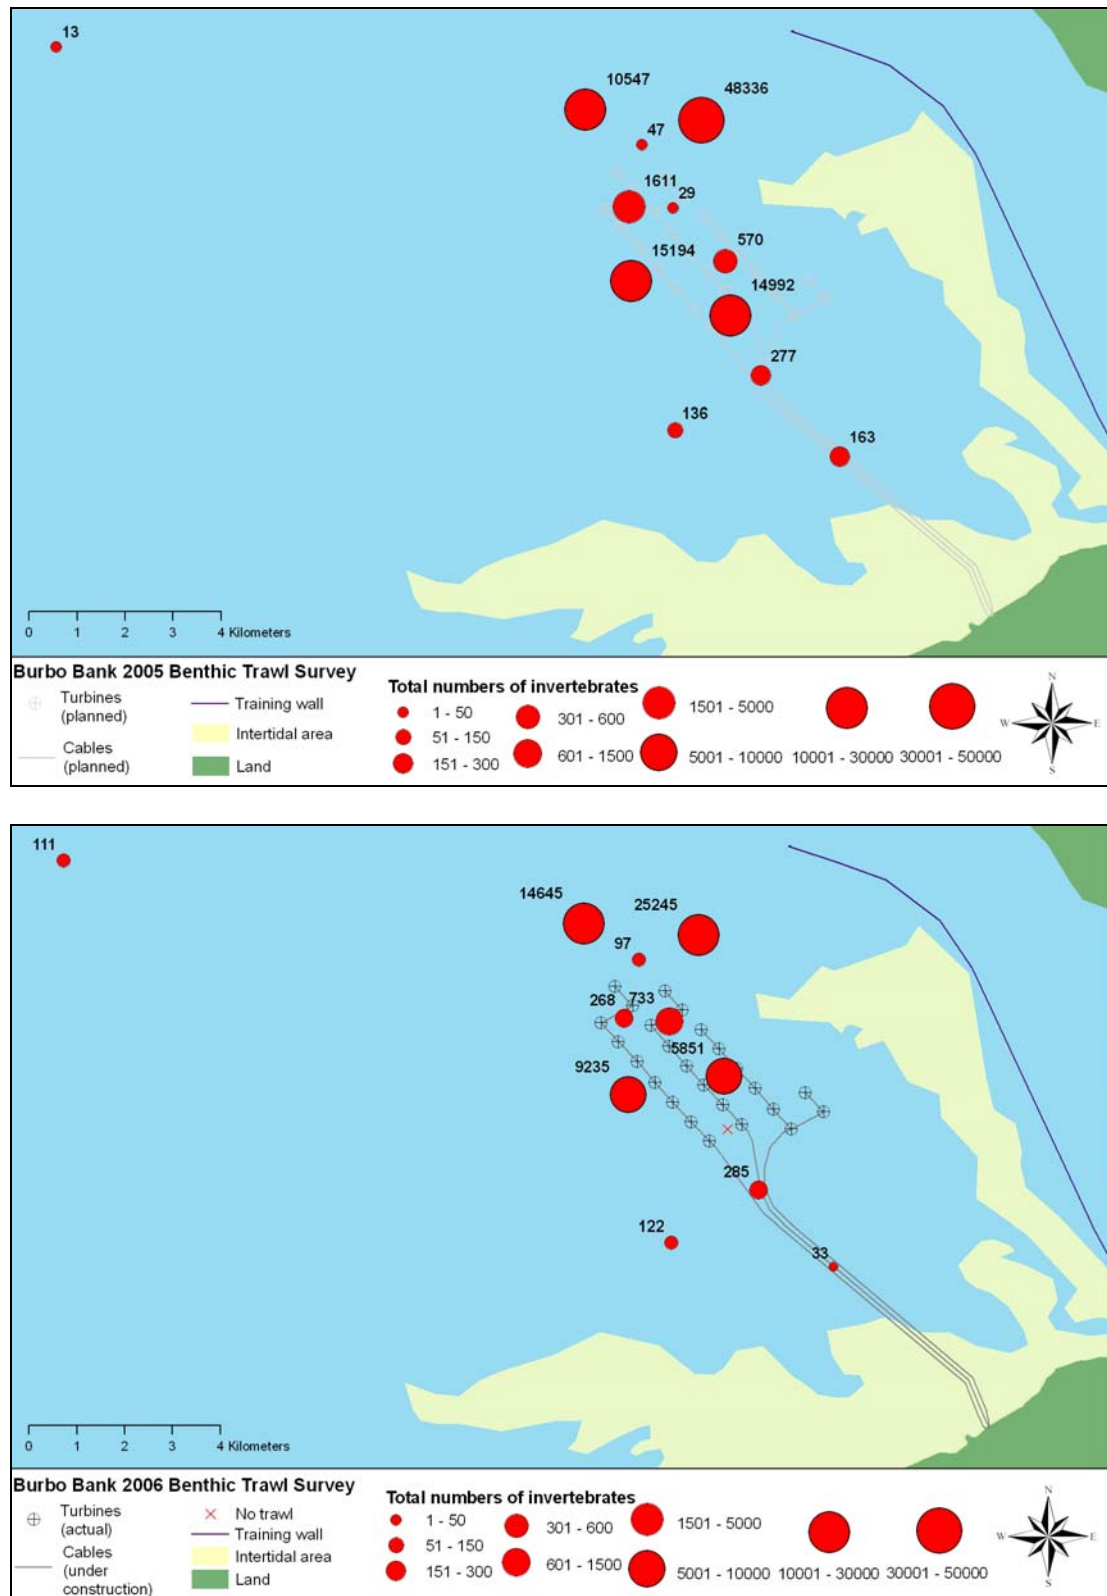 13
10547
48336
47
1611
29
570
15194
14992
277
136
163
0 1 2 3 4 Kilometers
Burbo Bank 2005 Benthic Trawl Survey
Turbines
(planned)
Cables
(planned)
Training wall
Intertidal area
Land
Total numbers of invertebrates
1 - 50
51 - 150
151 - 300
301 - 600
601 - 1500
1501 - 5000
5001 - 10000
10001 - 30000
30001 - 50000
N
W E
S
111
14645
25245
97
268
733
5851
9235
285
122
33
0 1 2 3 4 Kilometers
Burbo Bank 2006 Benthic Trawl Survey
Turbines
(actual)
Cables
(under
construction)
No trawl
Training wall
Intertidal area
Land
Total numbers of invertebrates
1 - 50
51 - 150
151 - 300
301 - 600
601 - 1500
1501 - 5000
5001 - 10000
10001 - 30000
30001 - 50000
N
W E
S